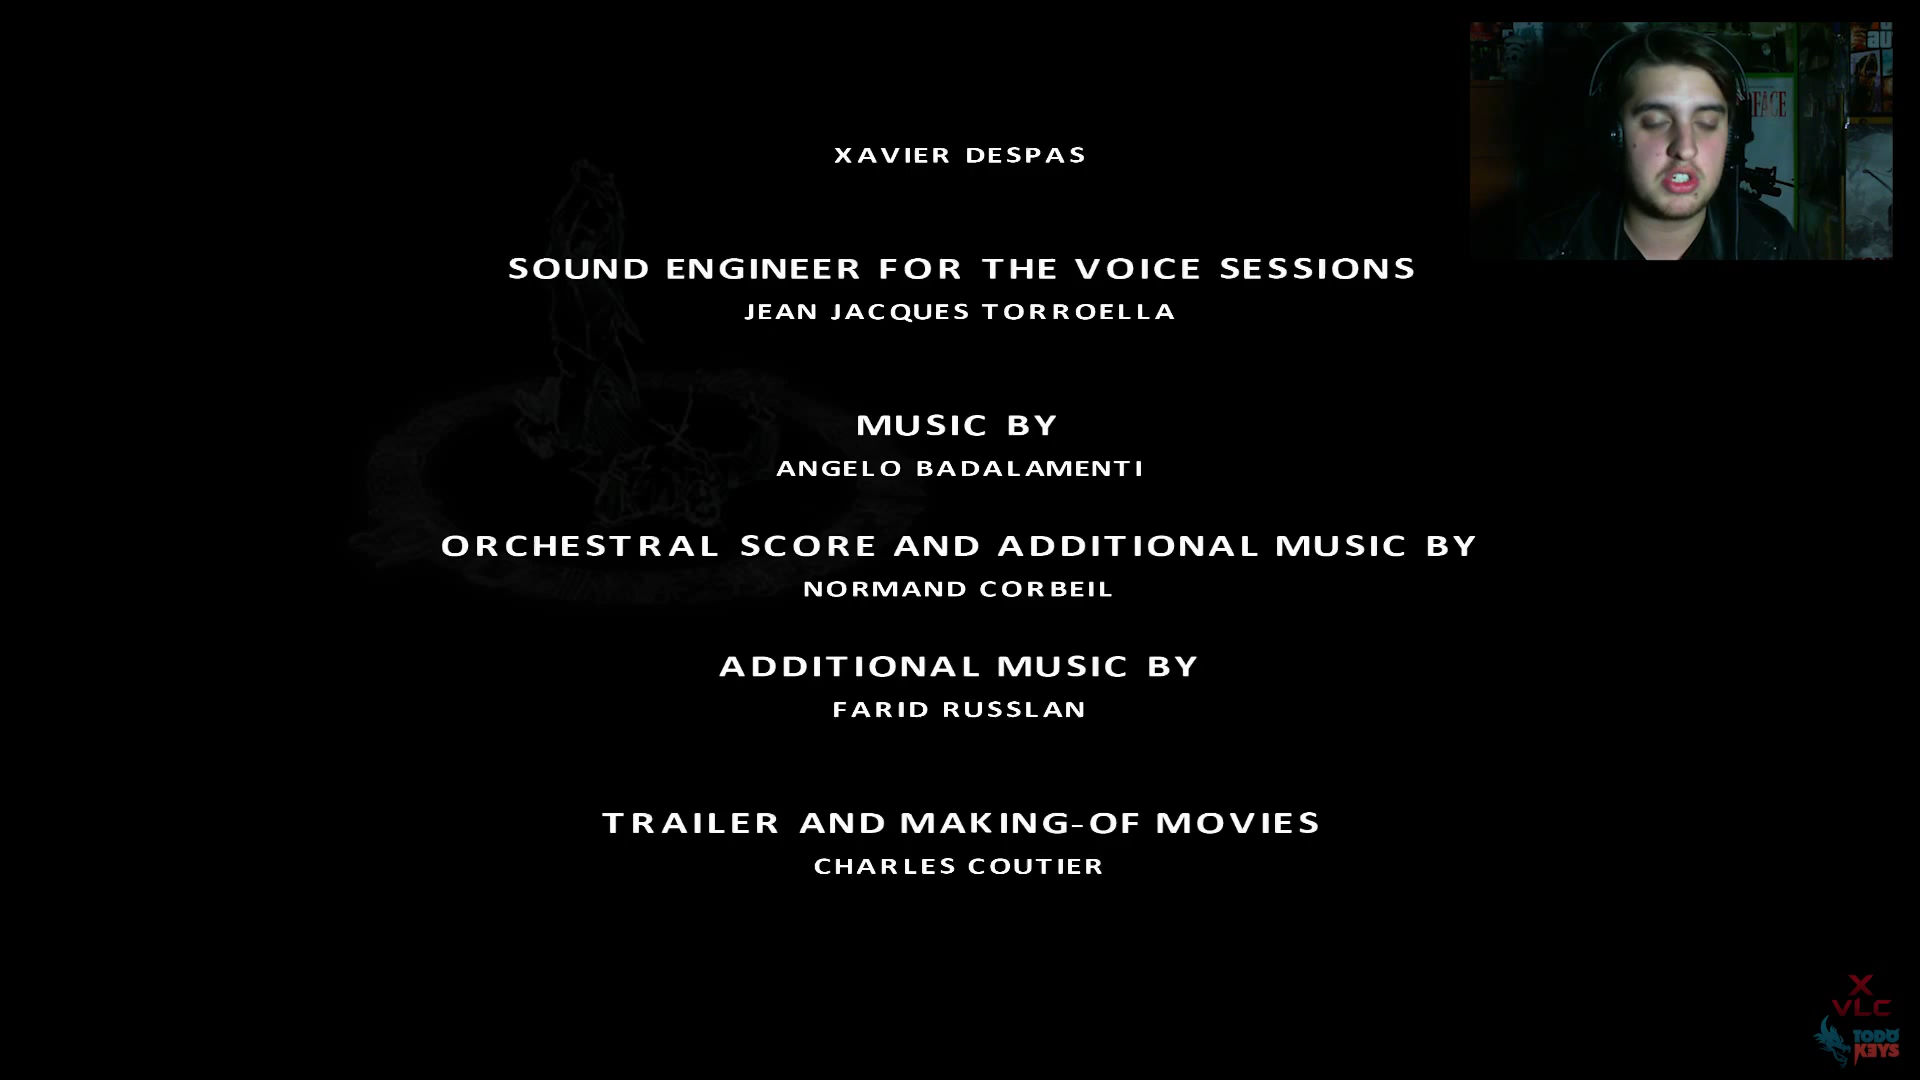 XAVIER DESPAS
SOUND ENGINEER FOR THE VOICE SESSIONS
JEAN JACQUES TORROELLA
MUSIC BY
ANGELO BADALAMENTI
ORCHESTRAL SCORE AND ADDITIONAL MUSIC BY
NORMAND CORBEIL
ADDITIONAL MUSIC BY
FARID RUSSLAN
TRAILER AND MAKING-OF MOVIES
CHARLES COUTIER
X
VLC
TODO
KEYS